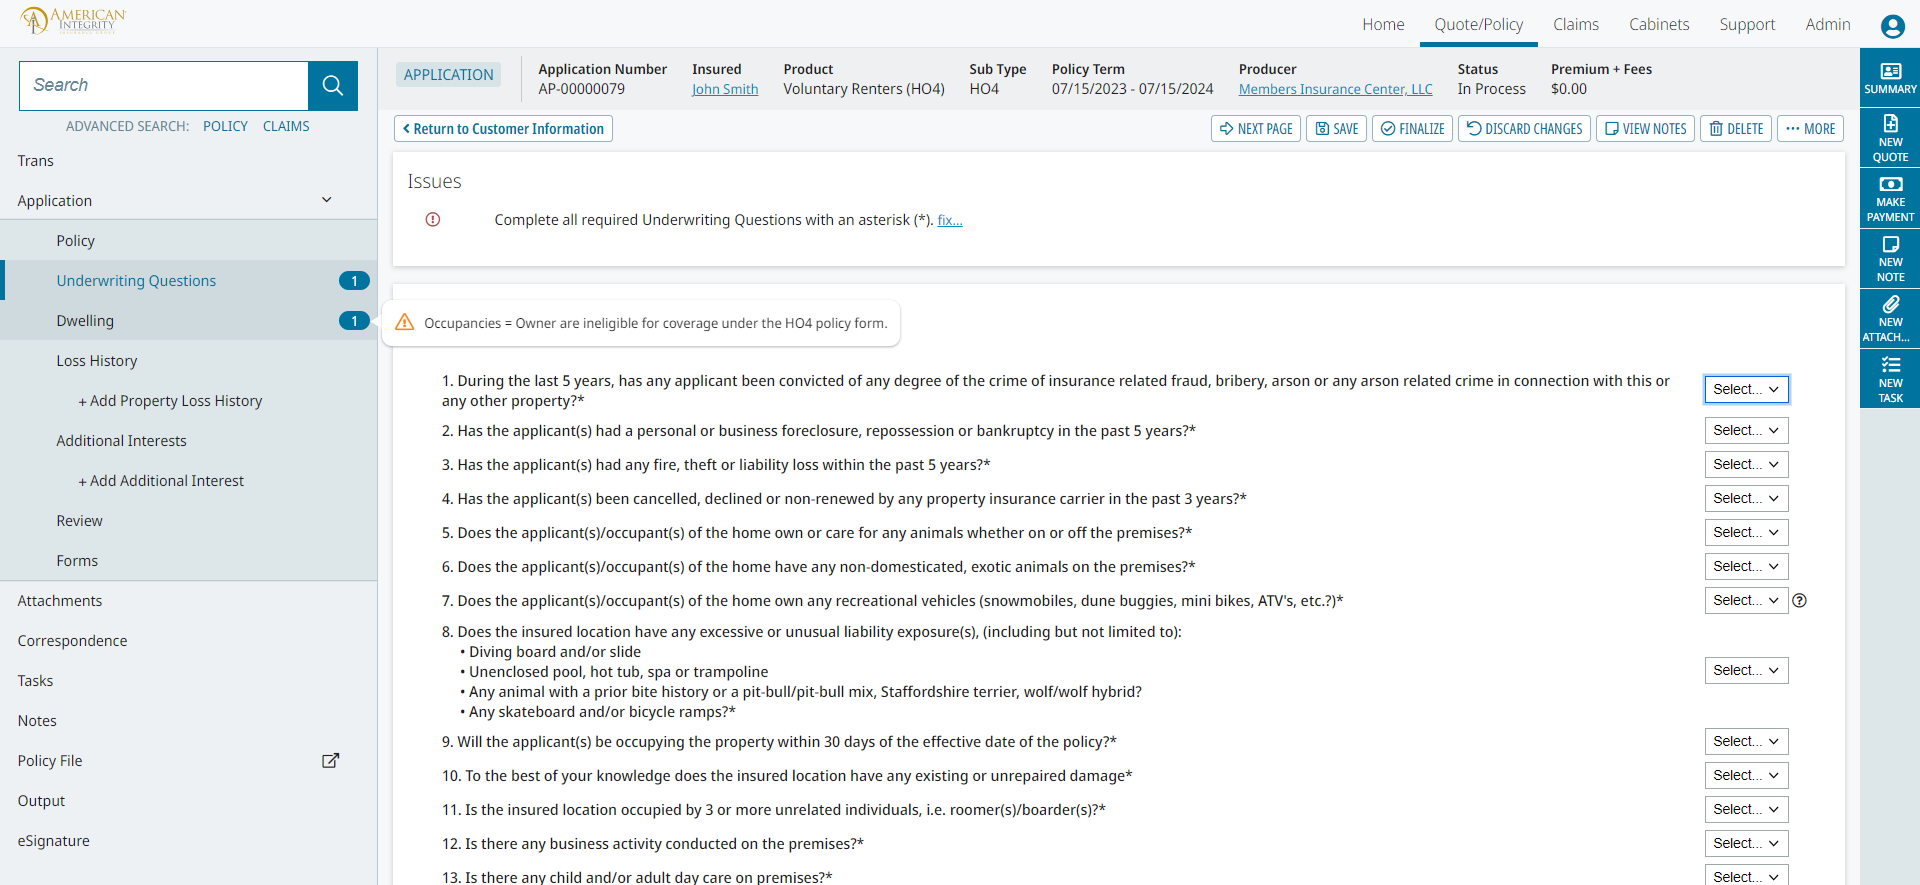 AMERICAN
INTEGRITY
Home
Quote/Policy
Claims
Cabinets
Support
Admin
Search
ADVANCED SEARCH: POLICY CLAIMS
APPLICATION
Application Number
AP-00000079
Insured
John Smith
Product
Voluntary Renters (HO4)
Sub Type
HO4
Policy Term
07/15/2023 - 07/15/2024
Producer
Members Insurance Center, LLC
Status
In Process
Premium + Fees
$0.00
Return to Customer Information
NEXT PAGE
SAVE
FINALIZE
DISCARD CHANGES
VIEW NOTES
DELETE
MORE
Trans
Application
Policy
Underwriting Questions 1
Dwelling 1
Loss History
+ Add Property Loss History
Additional Interests
+ Add Additional Interest
Review
Forms
Attachments
Correspondence
Tasks
Notes
Policy File
Output
eSignature
Issues
Complete all required Underwriting Questions with an asterisk (*). fix...
Occupancies = Owner are ineligible for coverage under the HO4 policy form.
1. During the last 5 years, has any applicant been convicted of any degree of the crime of insurance related fraud, bribery, arson or any arson related crime in connection with this or
any other property?*
Select...
2. Has the applicant(s) had a personal or business foreclosure, repossession or bankruptcy in the past 5 years?*
Select...
3. Has the applicant(s) had any fire, theft or liability loss within the past 5 years?*
Select...
4. Has the applicant(s) been cancelled, declined or non-renewed by any property insurance carrier in the past 3 years?*
Select...
5. Does the applicant(s)/occupant(s) of the home own or care for any animals whether on or off the premises?*
Select...
6. Does the applicant(s)/occupant(s) of the home have any non-domesticated, exotic animals on the premises?*
Select...
7. Does the applicant(s)/occupant(s) of the home own any recreational vehicles (snowmobiles, dune buggies, mini bikes, ATV's, etc.?)*
Select...
8. Does the insured location have any excessive or unusual liability exposure(s), (including but not limited to):
• Diving board and/or slide
• Unenclosed pool, hot tub, spa or trampoline
• Any animal with a prior bite history or a pit-bull/pit-bull mix, Staffordshire terrier, wolf/wolf hybrid?
• Any skateboard and/or bicycle ramps?*
Select...
9. Will the applicant(s) be occupying the property within 30 days of the effective date of the policy?*
Select...
10. To the best of your knowledge does the insured location have any existing or unrepaired damage*
Select...
11. Is the insured location occupied by 3 or more unrelated individuals, i.e. roomer(s)/boarder(s)?*
Select...
12. Is there any business activity conducted on the premises?*
Select...
13. Is there any child and/or adult day care on premises?*
Select...
SUMMARY
NEW
QUOTE
MAKE
PAYMENT
NEW
NOTE
NEW
ATTACH...
NEW
TASK